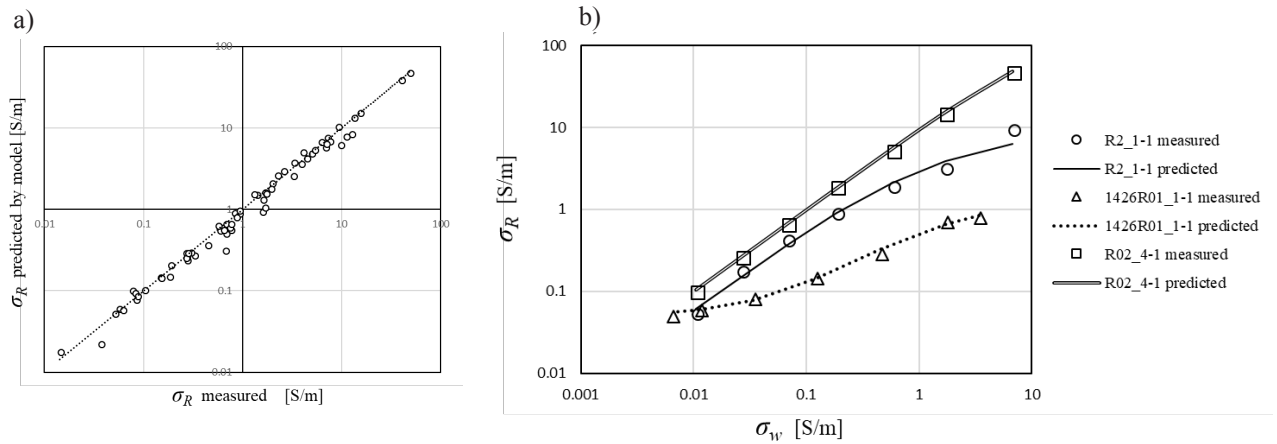 a)
σR predicted by model [S/m]
100
10
1
0.01
0.1
1
10
100
0.1
0.01
σR measured [S/m]
b)
σR [S/m]
100
10
1
0.1
0.01
0.001
0.01
0.1
1
10
σw [S/m]
R2_1-1 measured
R2_1-1 predicted
1426R01_1-1 measured
1426R01_1-1 predicted
R02_4-1 measured
R02_4-1 predicted